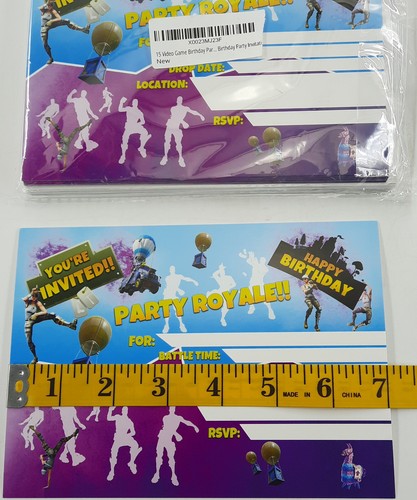 PARTY ROYALE!!
X0023MJ23F
15 Video Game Birthday Par... Birthday Party Invitati
New
DROP DATE:
LOCATION:
RSVP:
YOU'RE
INVITED!!
HAPPY
BIRTHDAY
PARTY ROYALE!!
FOR:
BATTLE TIME:
1 2 3 4 5 6 7
MADE IN CHINA
RSVP: